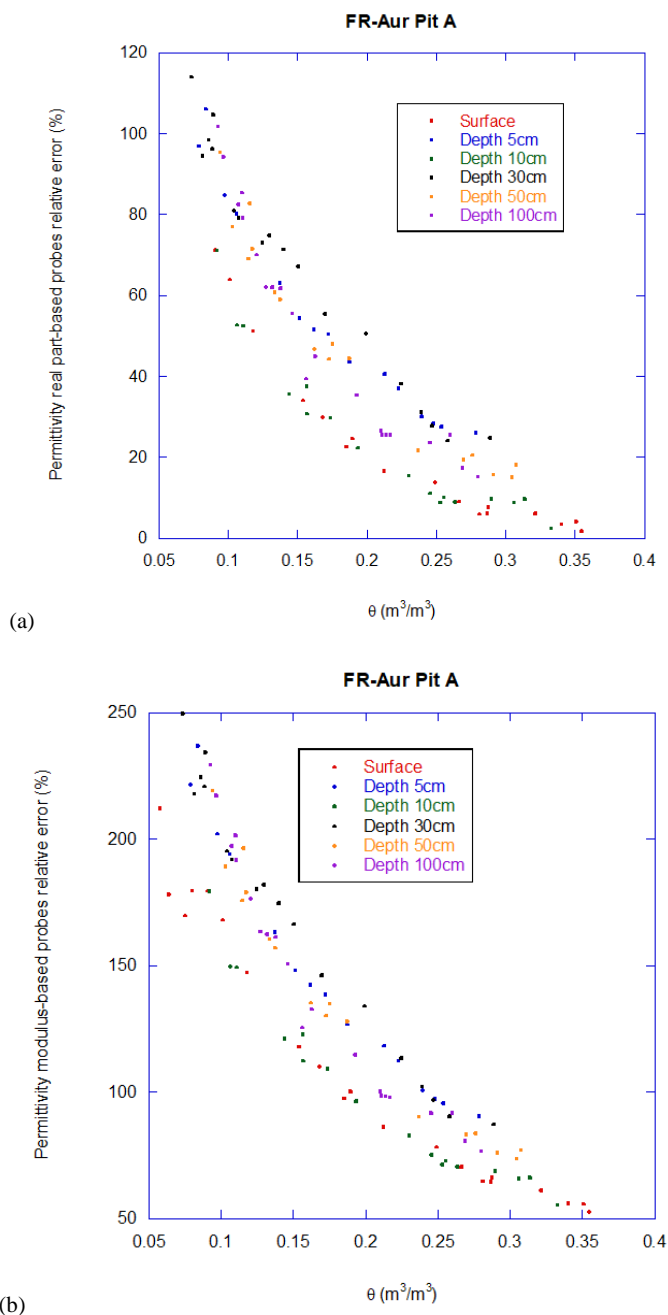 FR-Aur Pit A
Permittivity real part-based probes relative error (%)
120
100
80
60
40
20
0
Surface
Depth 5cm
Depth 10cm
Depth 30cm
Depth 50cm
Depth 100cm
0.05 0.1 0.15 0.2 0.25 0.3 0.35 0.4
θ (m³/m³)
(a)
FR-Aur Pit A
Permittivity modulus-based probes relative error (%)
250
200
150
100
50
Surface
Depth 5cm
Depth 10cm
Depth 30cm
Depth 50cm
Depth 100cm
0.05 0.1 0.15 0.2 0.25 0.3 0.35 0.4
θ (m³/m³)
(b)